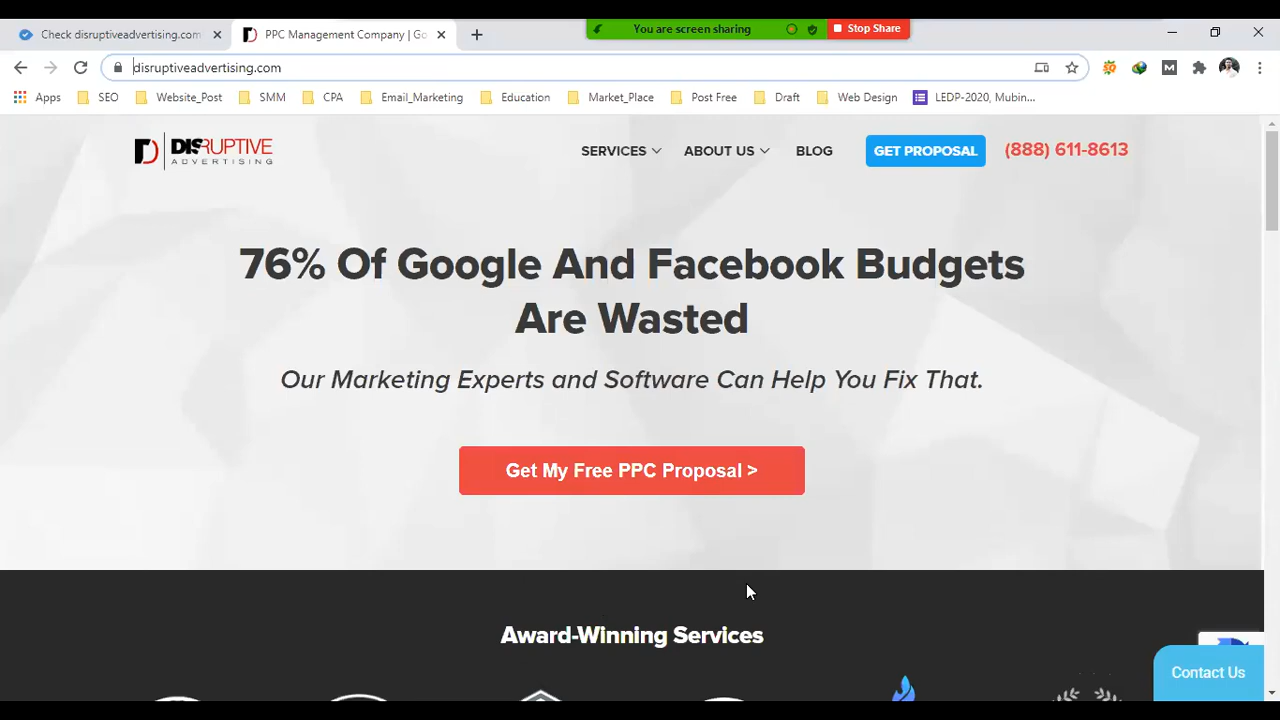 Check disruptiveadvertising.com
PPC Management Company | Go
You are screen sharing
Stop Share
disruptiveadvertising.com
Apps
SEO
Website_Post
SMM
CPA
Email_Marketing
Education
Market_Place
Post Free
Draft
Web Design
LEDP-2020, Mubin...
DISRUPTIVE
ADVERTISING
SERVICES
ABOUT US
BLOG
GET PROPOSAL
(888) 611-8613
76% Of Google And Facebook Budgets
Are Wasted
Our Marketing Experts and Software Can Help You Fix That.
Get My Free PPC Proposal >
Award-Winning Services
Contact Us